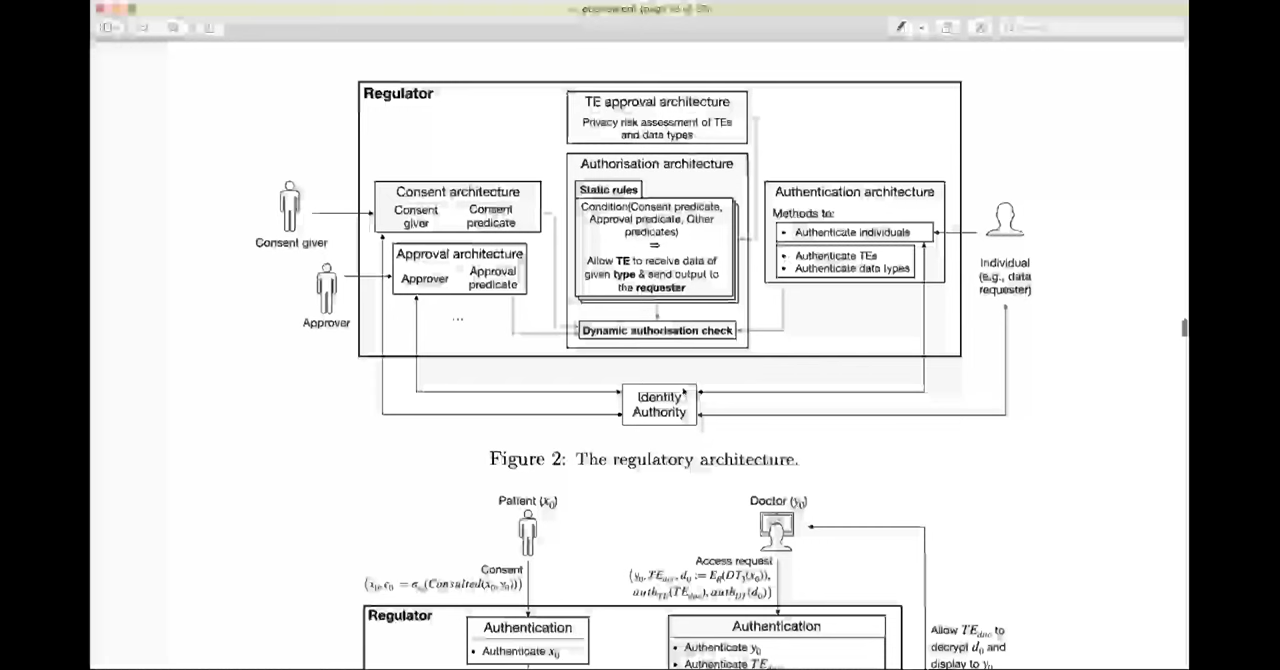 Regulator
TE approval architecture
Privacy risk assessment of TEs
and data types
Authorisation architecture
Static rules
Condition(Consent predicate,
Approval predicate, Other
predicates)
⇒
Allow TE to receive data of
given type & send output to
the requester
Dynamic authorisation check
Consent architecture
Consent
giver
Consent
predicate
Approval architecture
Approver
Approval
predicate
...
Authentication architecture
Methods to:
• Authenticate individuals
• Authenticate TEs
• Authenticate data types
Consent giver
Approver
Individual
(e.g., data
requester)
Identity
Authority
Figure 2: The regulatory architecture.
Patient (x₀)
Doctor (y₀)
Consent
Access request
Regulator
Authentication
• Authenticate x₀
Authentication
• Authenticate y₀
• Authenticate TE
Allow TE to
decrypt d₀ and
display to y₀